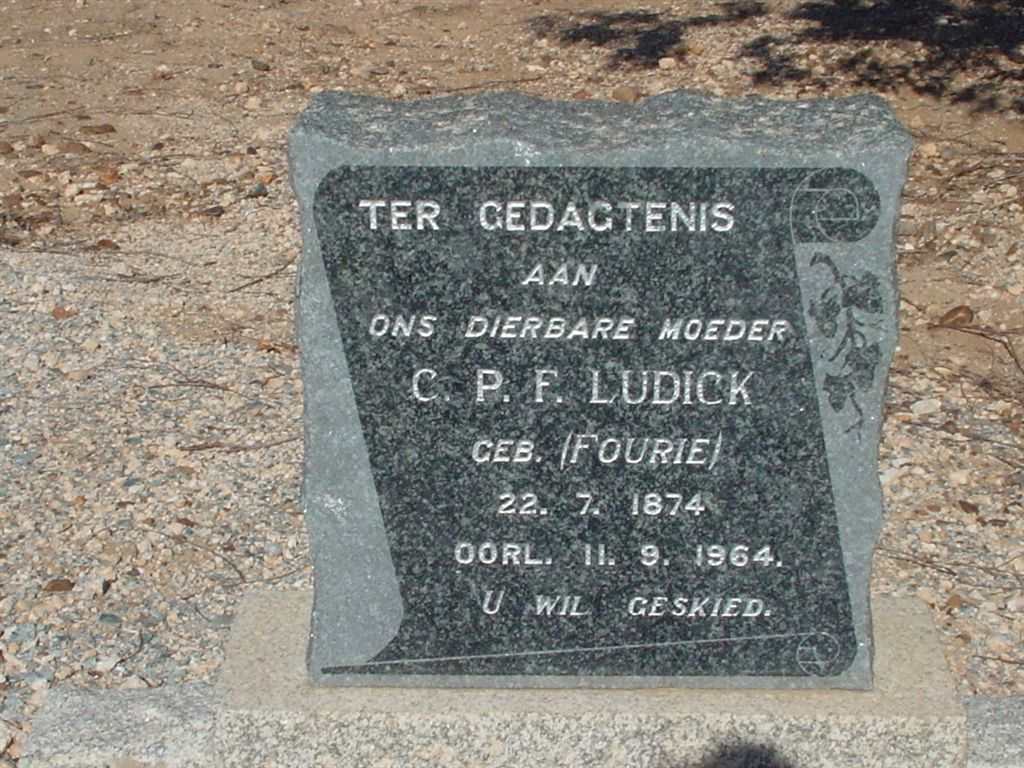 TER GEDAGTENIS
AAN
ONS DIERBARE MOEDER
C. P. F. LUDICK
GEB. (FOURIE)
22. 7. 1874
OORL. 11. 9. 1964.
U WIL GESKIED.